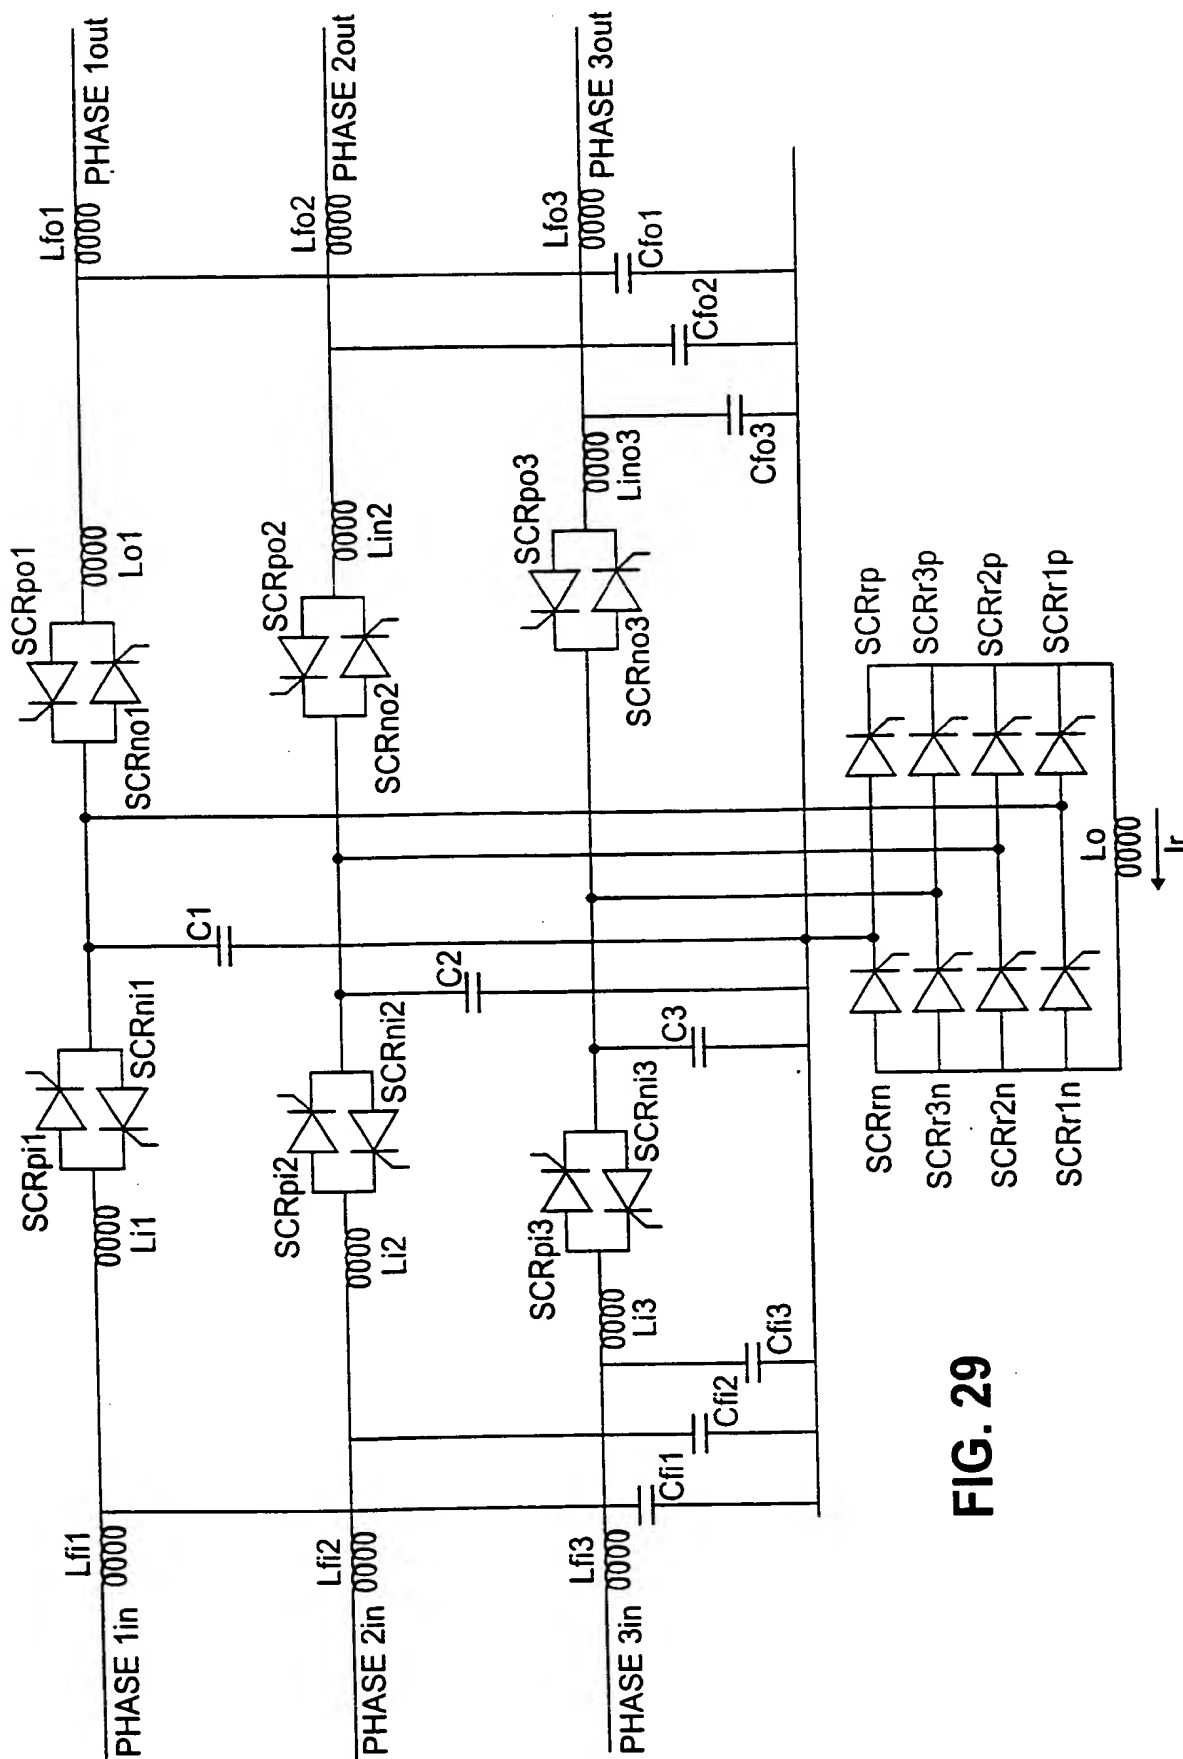 Lfi1
PHASE 1in
Li1
SCRpi1
SCRni1
C1
SCRno1
SCRpo1
Lo1
Lfo1
PHASE 1out
Lfi2
PHASE 2in
Li2
SCRpi2
SCRni2
C2
SCRno2
SCRpo2
Lin2
Lfo2
PHASE 2out
Lfi3
PHASE 3in
Li3
SCRpi3
SCRni3
C3
SCRno3
SCRpo3
Lino3
Lfo3
PHASE 3out
Cfi1
Cfi2
Cfi3
Cfo3
Cfo2
Cfo1
SCRrn
SCRr3n
SCRr2n
SCRr1n
SCRrp
SCRr3p
SCRr2p
SCRr1p
Lo
Ir
FIG. 29